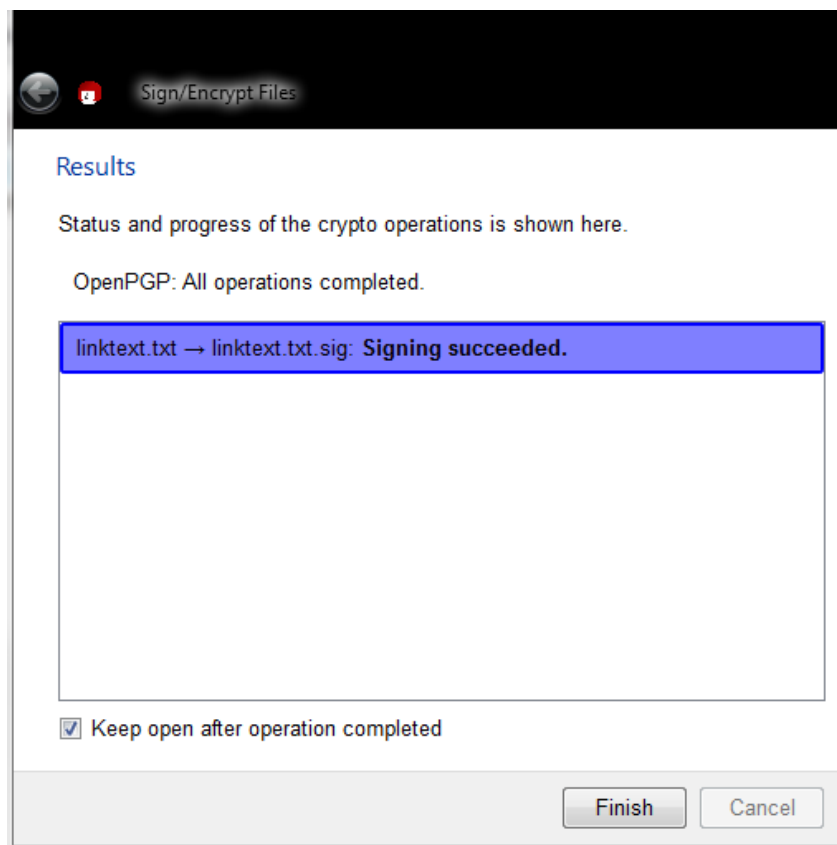 Sign/Encrypt Files
Results
Status and progress of the crypto operations is shown here.
OpenPGP: All operations completed.
linktext.txt → linktext.txt.sig: Signing succeeded.
Keep open after operation completed
Finish Cancel